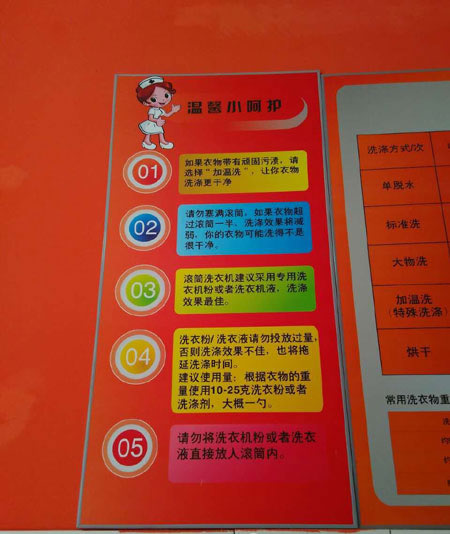 温馨小呵护
01
如果衣物带有顽固污渍，请
选择“加温洗”，让你衣物
洗涤更干净
02
请勿塞满滚筒，如果衣物超
过滚筒一半，洗涤效果将减
弱，你的衣物可能洗得不是
很干净。
03
滚筒洗衣机建议采用专用洗
衣机粉或者洗衣机液，洗涤
效果最佳。
04
洗衣粉/洗衣液请勿投放过量，
否则洗涤效果不佳，也将拖
延洗涤时间。
建议使用量：根据衣物的重
量使用10-25克洗衣粉或者
洗涤剂，大概一勺。
05
请勿将洗衣机粉或者洗衣
液直接放人滚筒内。
洗涤方式/次
单脱水
标准洗
大物洗
加温洗
(特殊洗涤)
烘干
常用洗衣物重